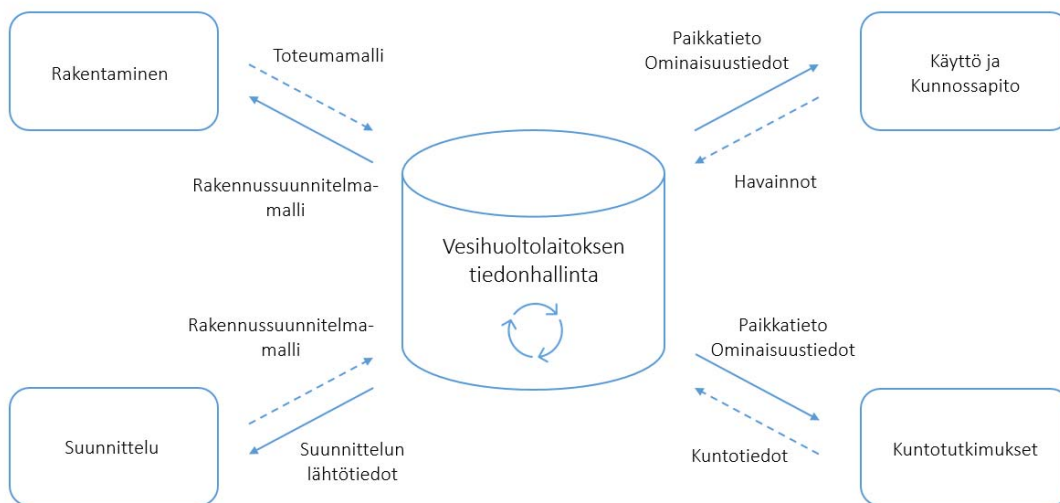 Rakentaminen
Toteumamalli
Rakennussuunnitelma-
malli
Paikkatieto
Ominaisuustiedot
Käyttö ja
Kunnossapito
Havainnot
Vesihuoltolaitoksen
tiedonhallinta
Rakennussuunnitelma-
malli
Suunnittelu
Suunnittelun
lähtötiedot
Paikkatieto
Ominaisuustiedot
Kuntotiedot
Kuntotutkimukset